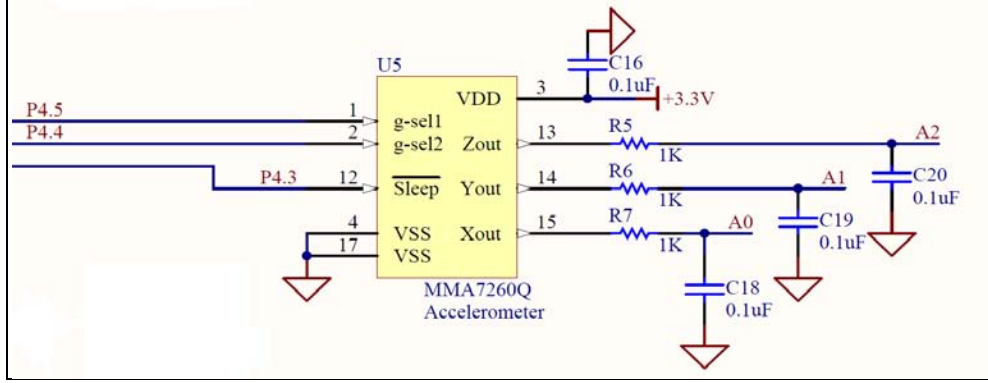 U5
C16
0.1uF
+3.3V
P4.5
P4.4
P4.3
1
2
12
4
17
g-sel1
g-sel2
Sleep
VSS
VSS
VDD
Zout
Yout
Xout
3
13
14
15
R5
1K
R6
1K
R7
1K
A2
A1
A0
C20
0.1uF
C19
0.1uF
C18
0.1uF
MMA7260Q
Accelerometer